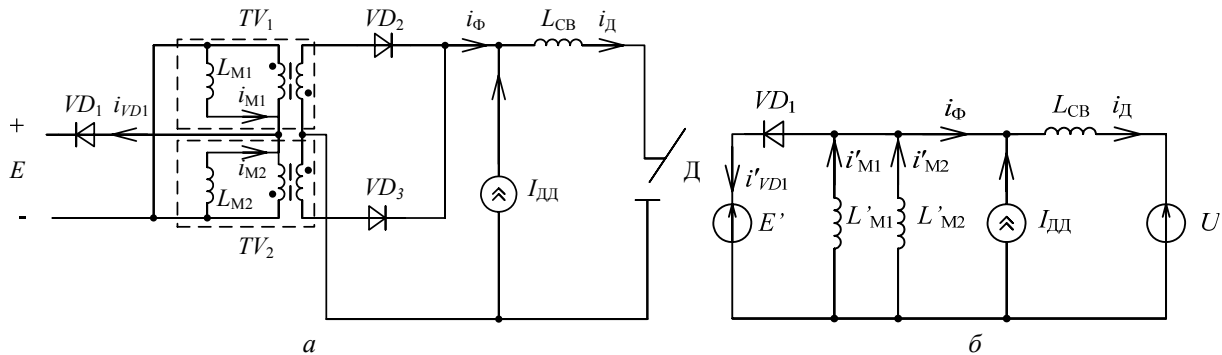 TV1
VD2
iФ
LСВ
iД
LМ1
iМ1
VD1
iVD1
+
E
-
iМ2
LМ2
TV2
VD3
IДД
Д
а
VD1
iФ
LСВ
iД
i'М1
i'М2
i'VD1
E’
L’М1
L’М2
IДД
U
б